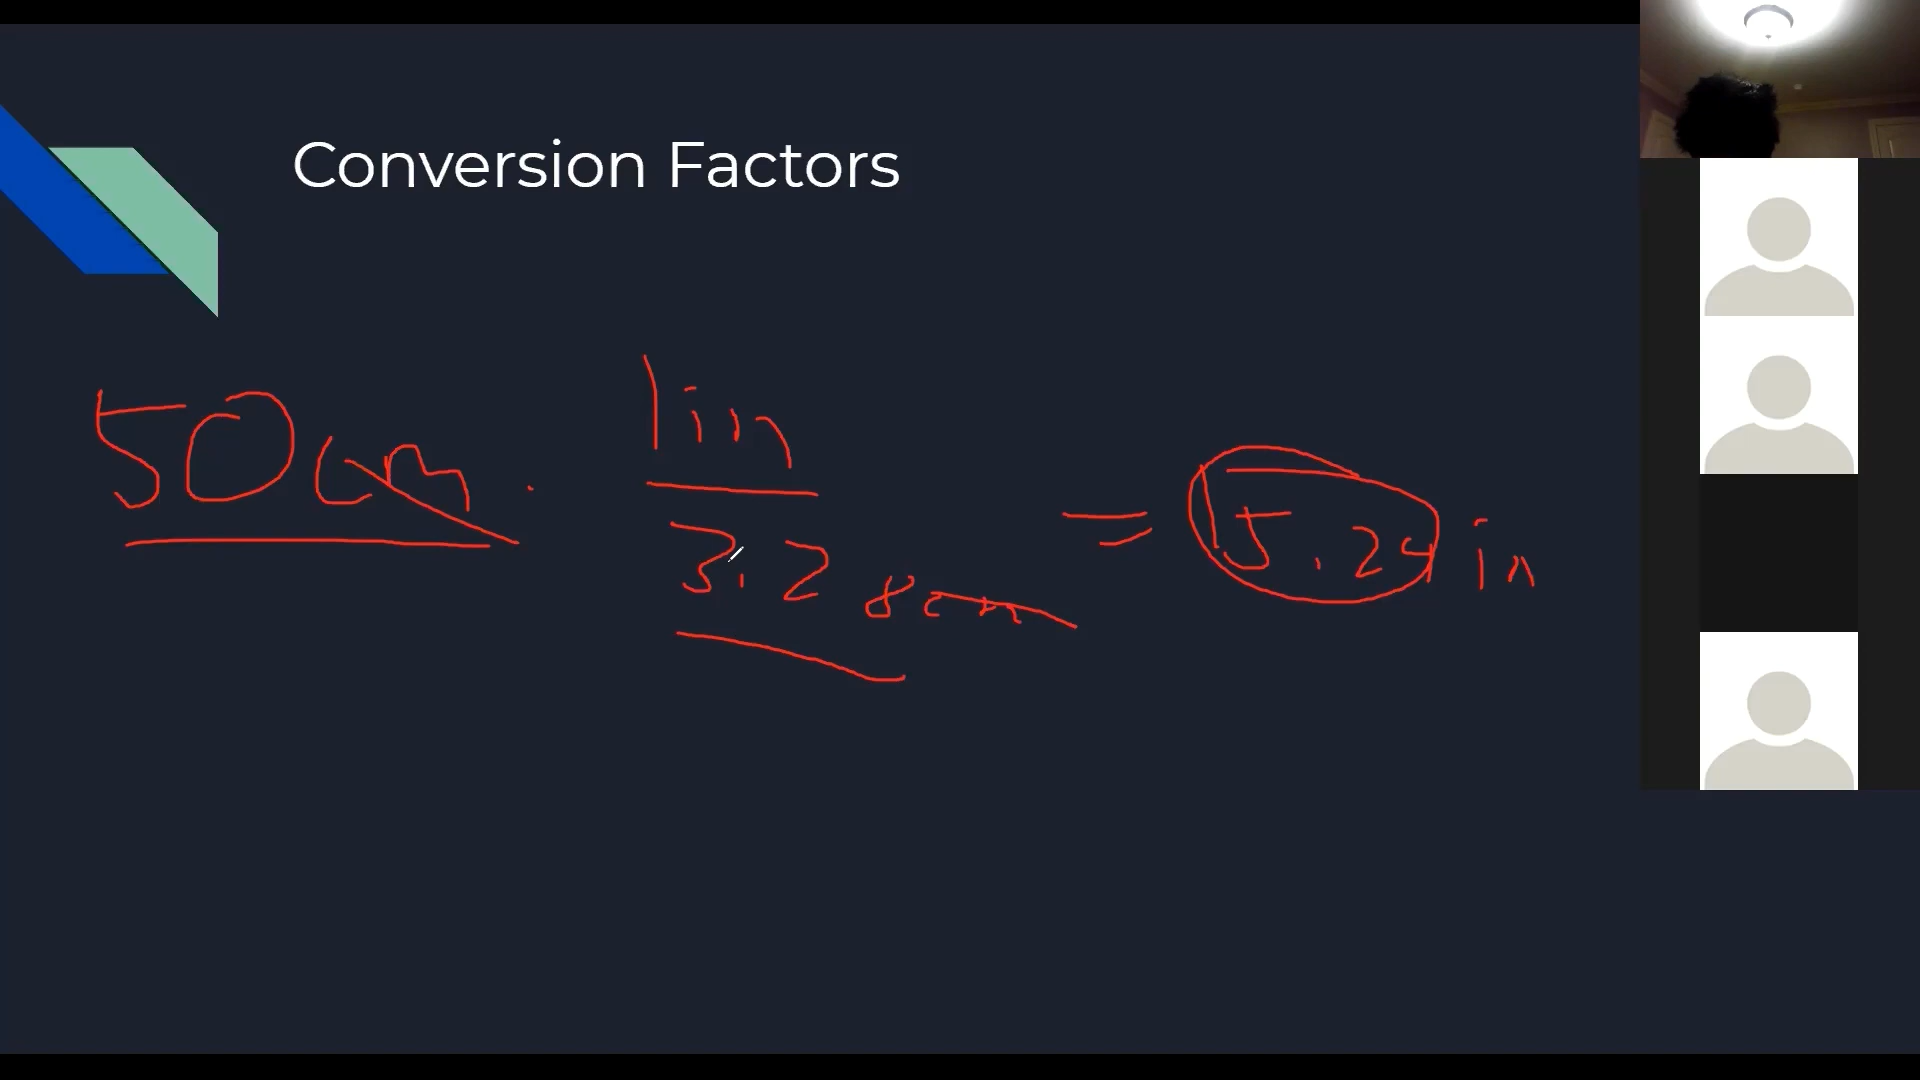 Conversion Factors
50cm · 1in / 3.28cm = 15.24 in